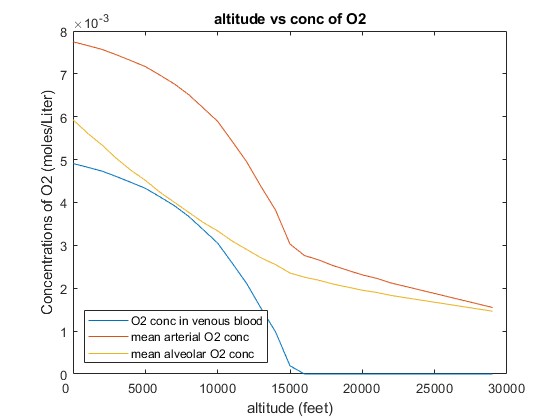 altitude vs conc of O2
×10-3
8
7
6
5
4
3
2
1
0
Concentrations of O2 (moles/Liter)
O2 conc in venous blood
mean arterial O2 conc
mean alveolar O2 conc
0 5000 10000 15000 20000 25000 30000
altitude (feet)